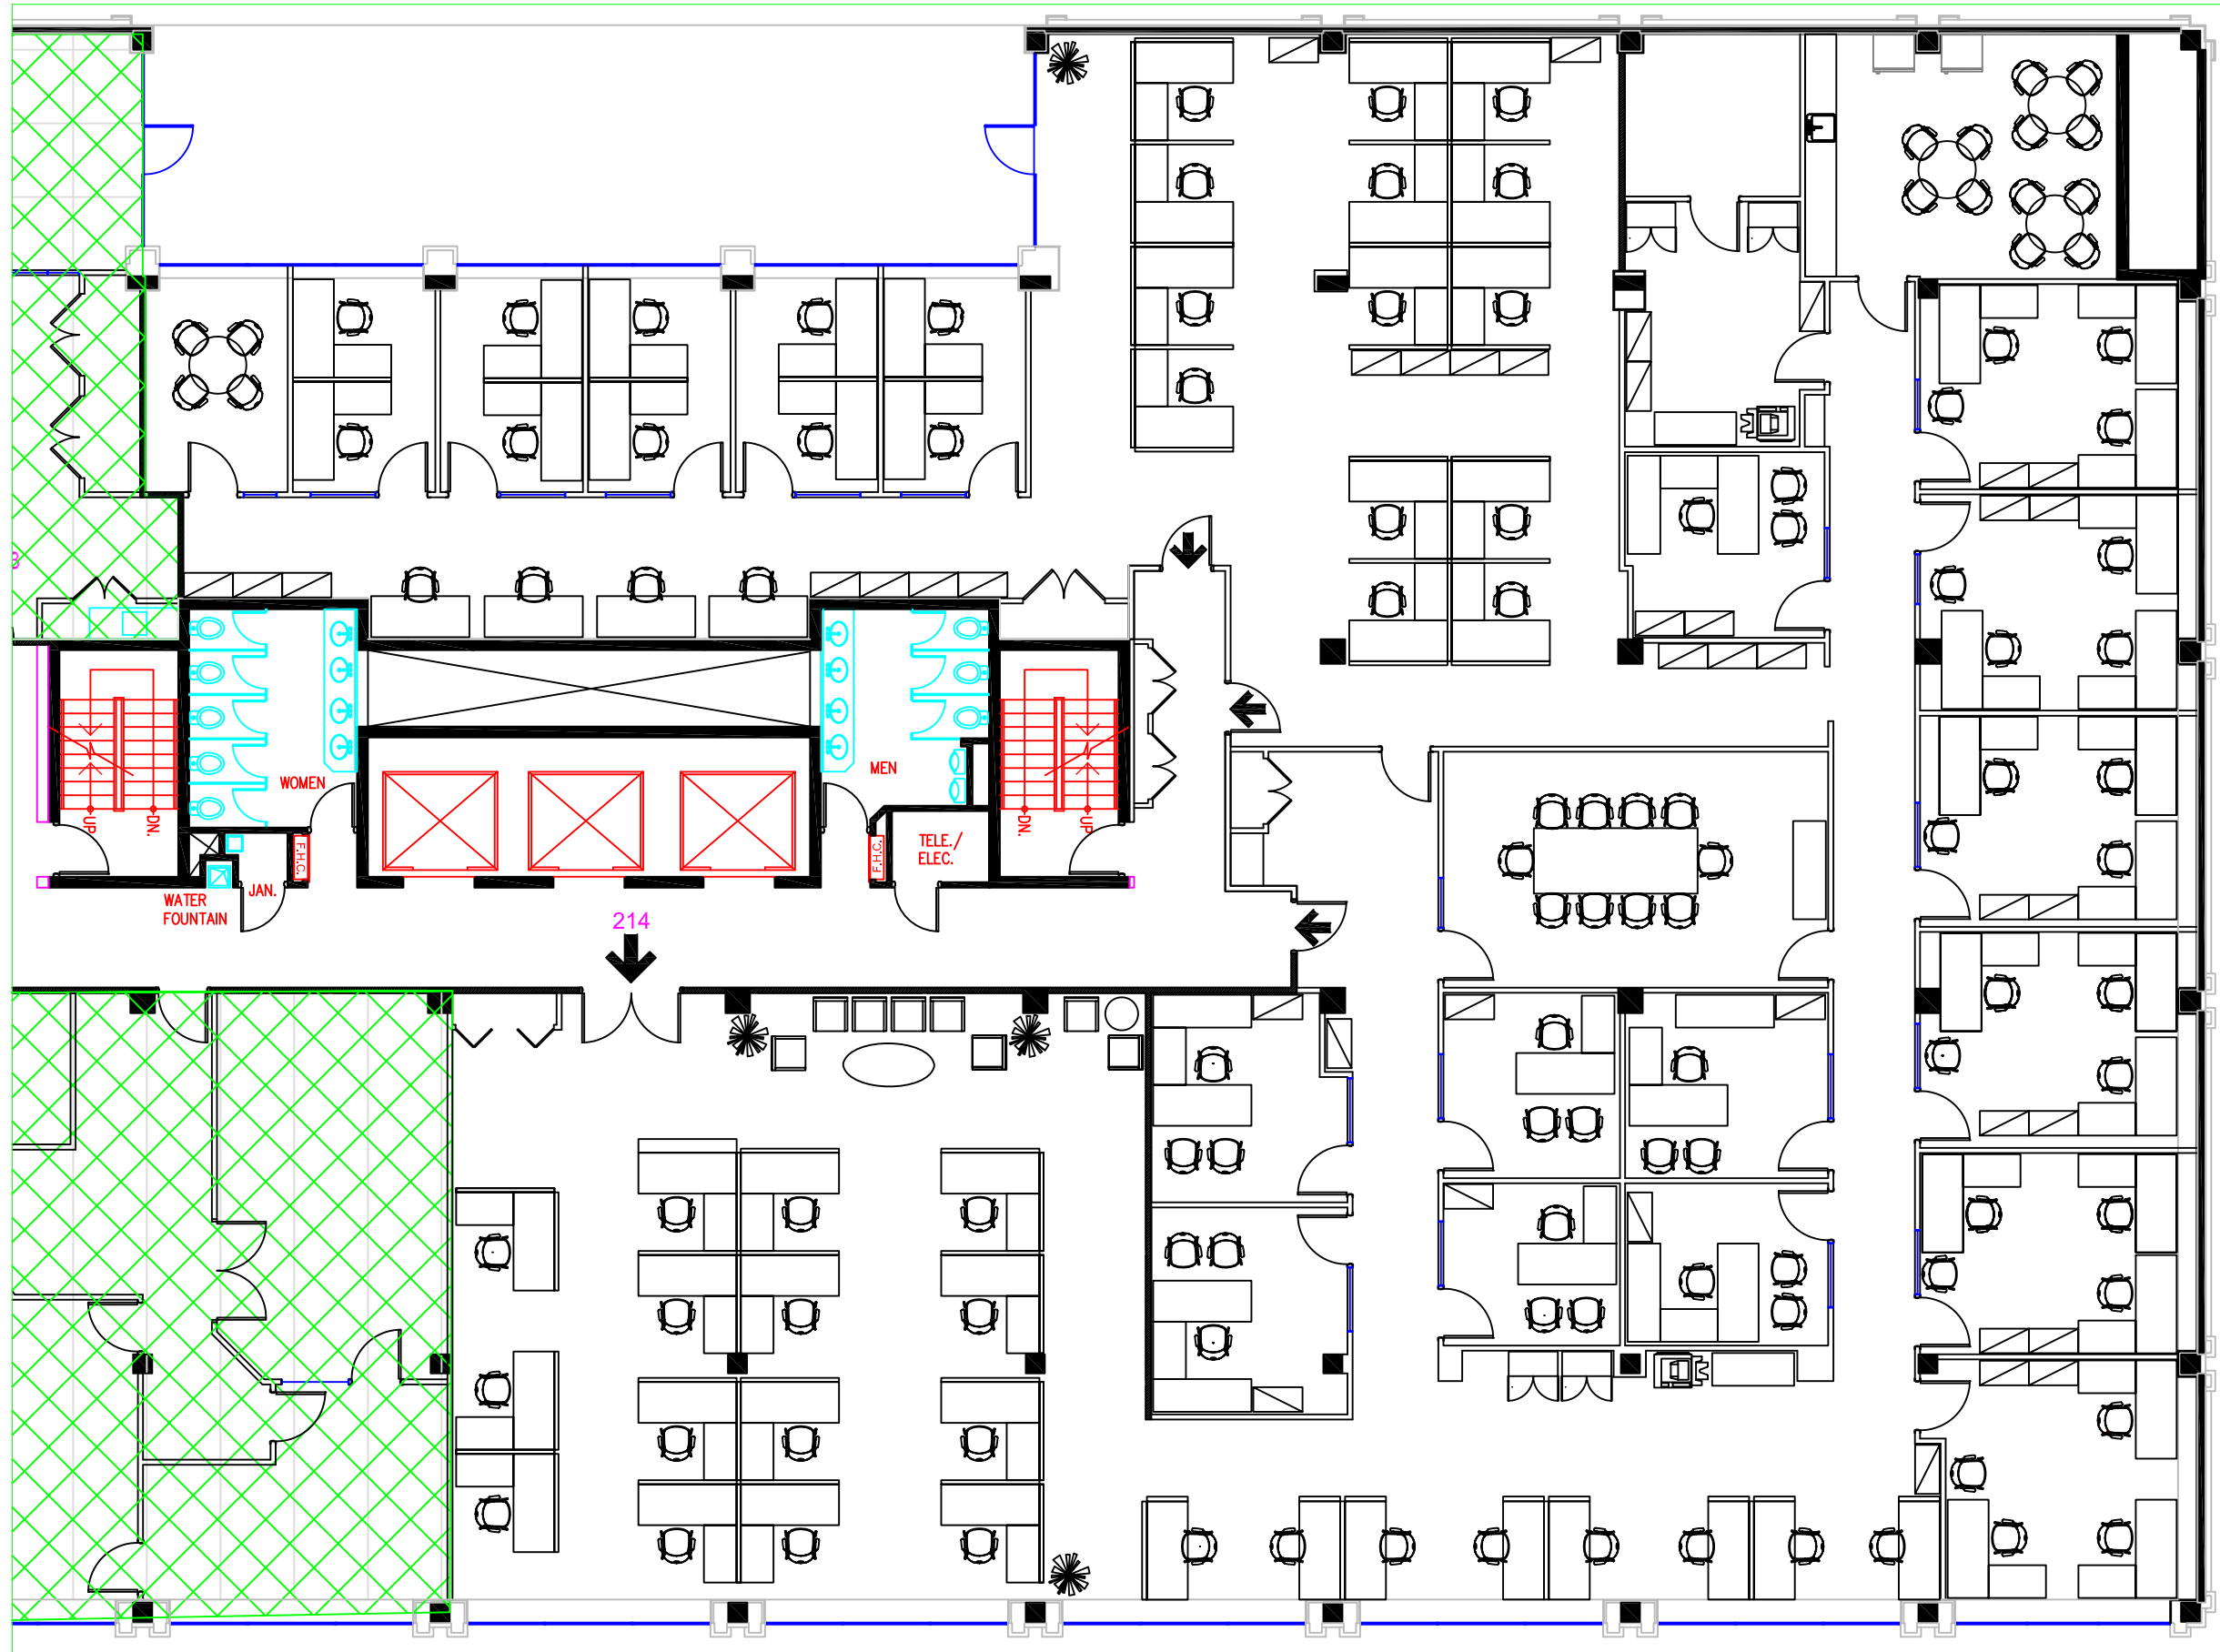 WOMEN
MEN
DN.
UP
DN.
UP
TELE./
ELEC.
F.H.C.
F.H.C.
JAN.
WATER
FOUNTAIN
214